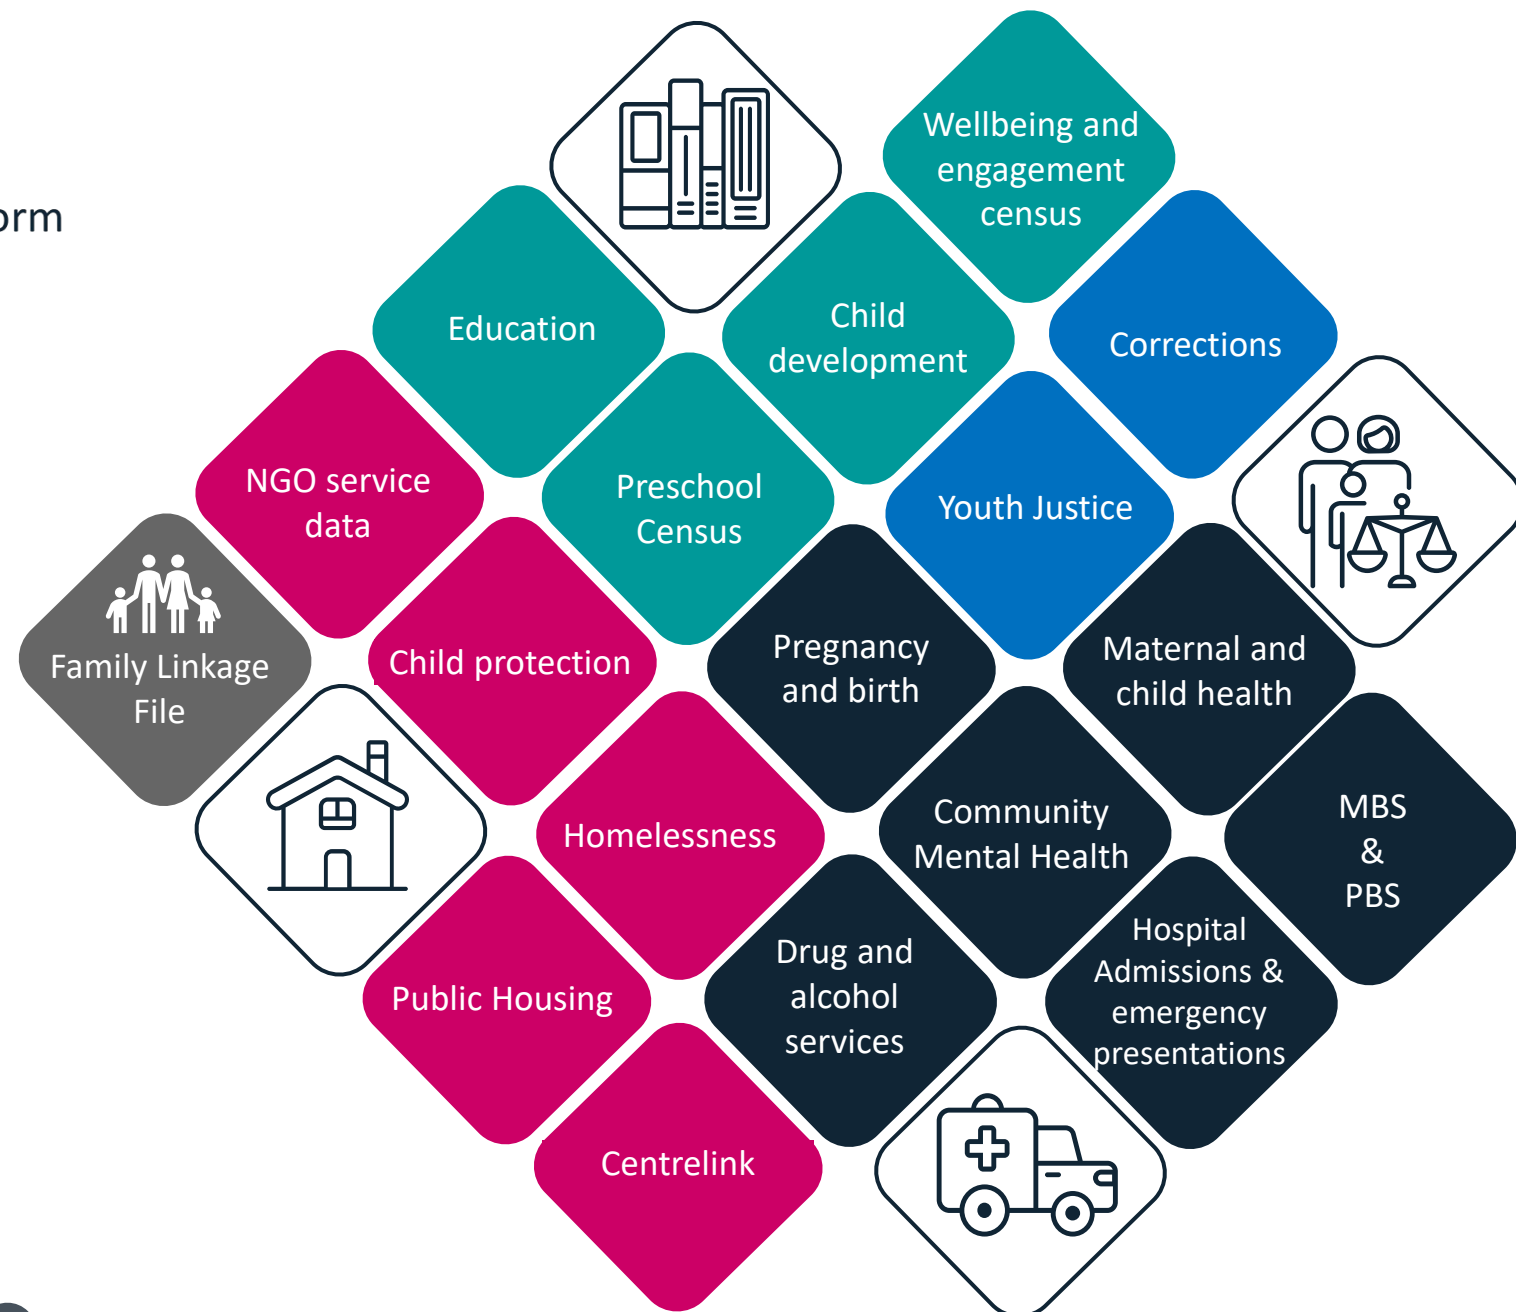 orm
Wellbeing and
engagement
census
Education
Child
development
Corrections
NGO service
data
Preschool
Census
Youth Justice
Family Linkage
File
Child protection
Pregnancy
and birth
Maternal and
child health
Homelessness
Community
Mental Health
MBS
&
PBS
Public Housing
Drug and
alcohol
services
Hospital
Admissions &
emergency
presentations
Centrelink